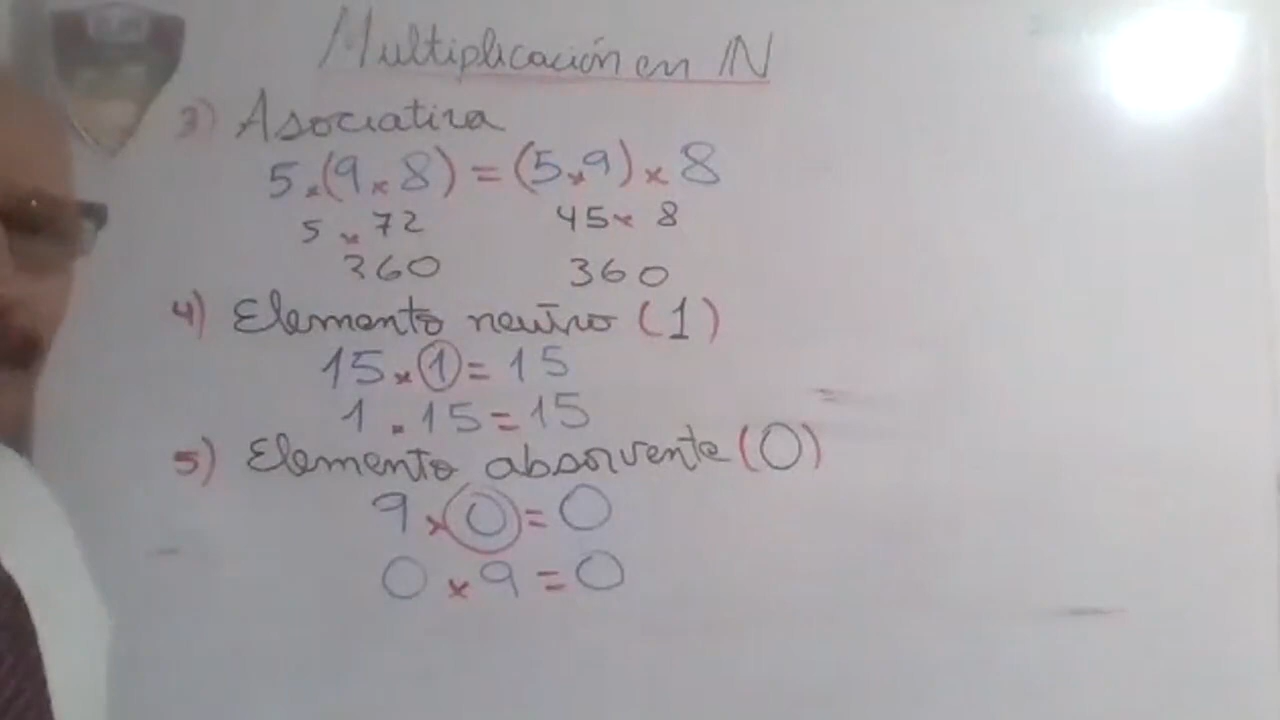 Multiplicación en ℕ
3) Asociativa
5 x (9 x 8) = (5 x 9) x 8
5 x 72 45 x 8
360 360
4) Elemento neutro (1)
15 x 1 = 15
1 . 15 = 15
5) Elemento absorvente (0)
9 x 0 = 0
0 x 9 = 0